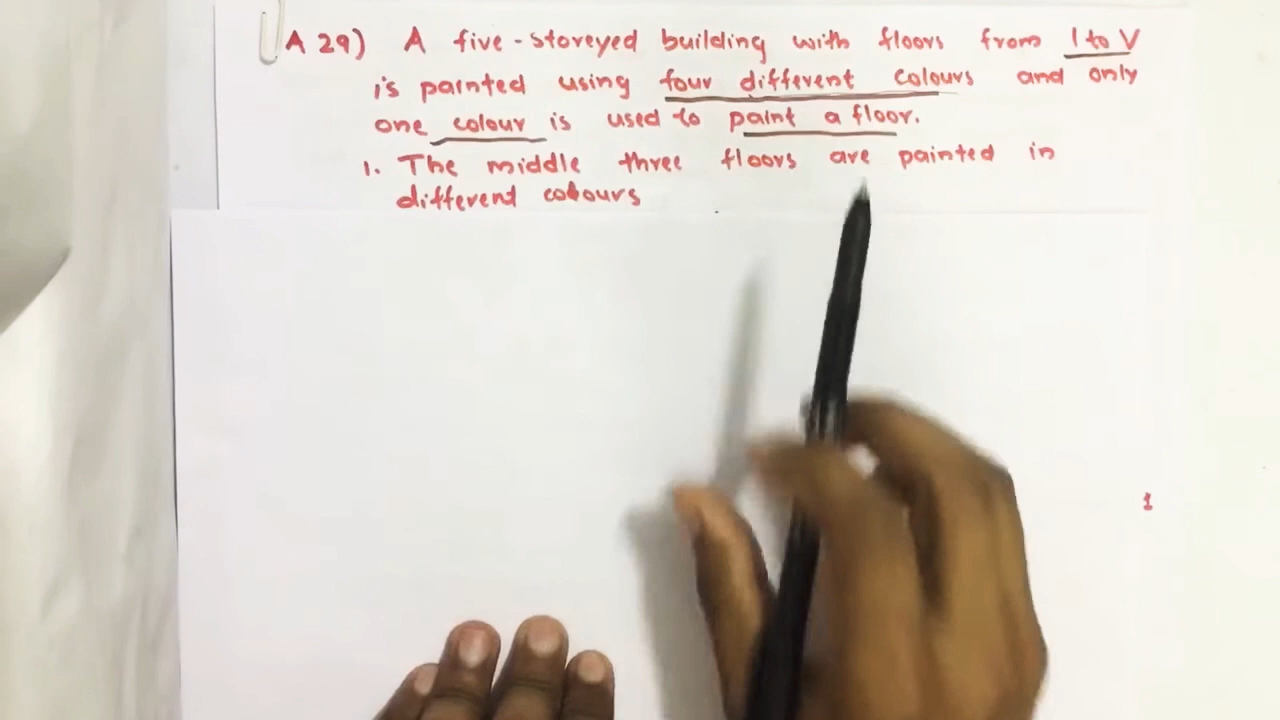 A 29) A five-storeyed building with floors from I to V
is painted using four different colours and only
one colour is used to paint a floor.
1. The middle three floors are painted in
different colours
1